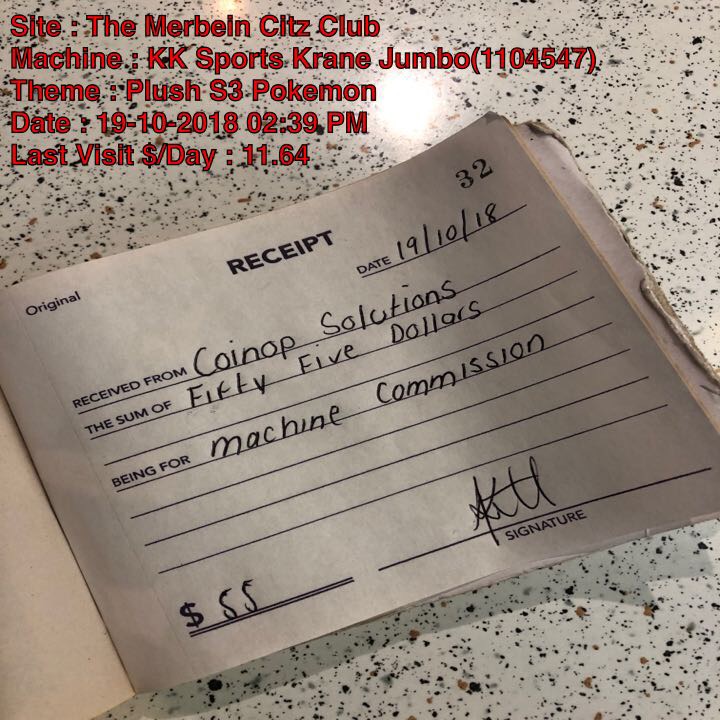 Site : The Merbein Citz Club
Machine : KK Sports Krane Jumbo(1104547)
Theme : Plush S3 Pokemon
Date : 19-10-2018 02:39 PM
Last Visit $/Day : 11.64
32
RECEIPT
DATE 19/10/18
Original
RECEIVED FROM Coinop Solutions
THE SUM OF Fifty Five Dollars
BEING FOR machine Commission
SIGNATURE
$ 55